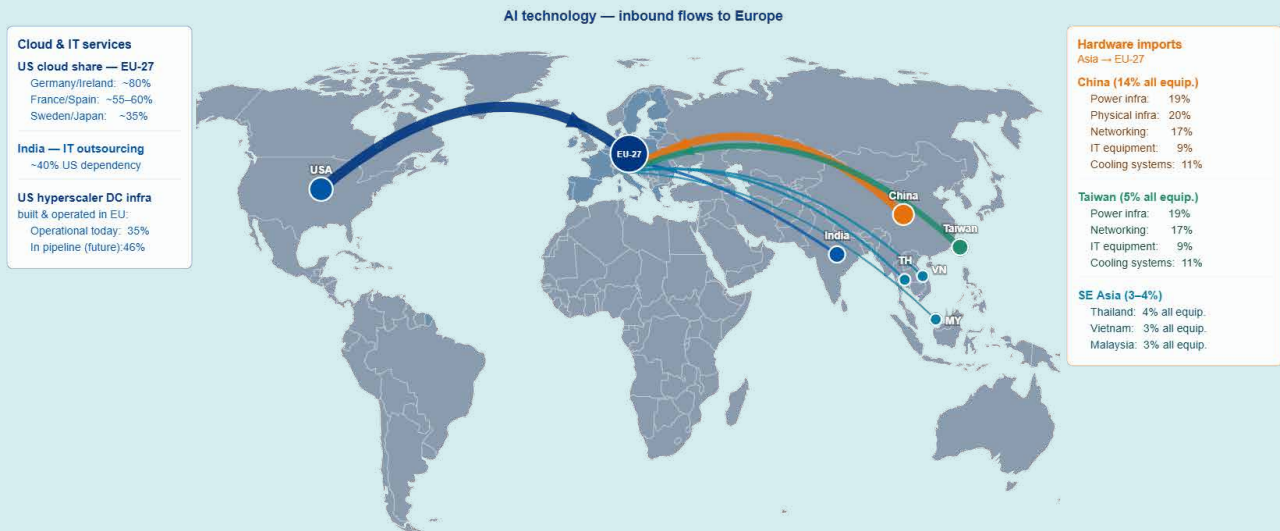 AI technology — inbound flows to Europe
Cloud & IT services
US cloud share — EU-27
Germany/Ireland: ~80%
France/Spain: ~55–60%
Sweden/Japan: ~35%
India — IT outsourcing
~40% US dependency
US hyperscaler DC infra
built & operated in EU:
Operational today: 35%
In pipeline (future):46%
USA
EU-27
China
Taiwan
India
TH
VN
MY
Hardware imports
Asia → EU-27
China (14% all equip.)
Power infra: 19%
Physical infra: 20%
Networking: 17%
IT equipment: 9%
Cooling systems: 11%
Taiwan (5% all equip.)
Power infra: 19%
Networking: 17%
IT equipment: 9%
Cooling systems: 11%
SE Asia (3–4%)
Thailand: 4% all equip.
Vietnam: 3% all equip.
Malaysia: 3% all equip.